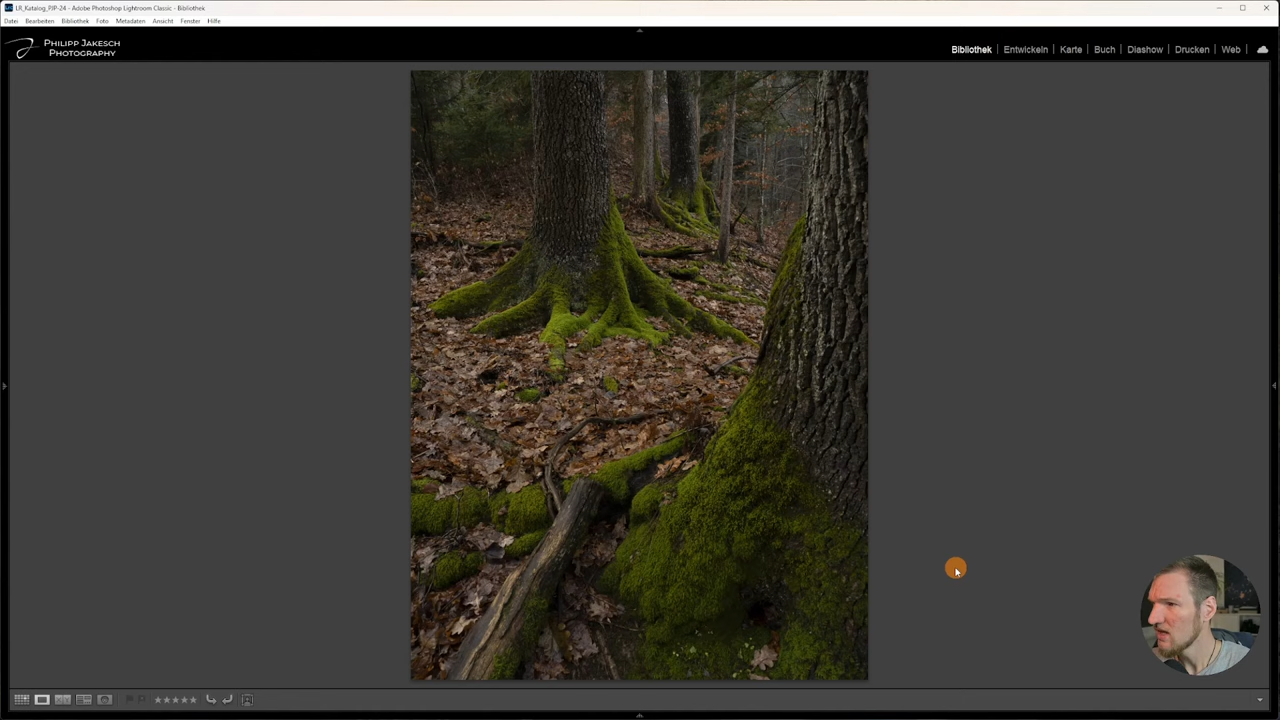 LR_Katalog_PJP-24 - Adobe Photoshop Lightroom Classic - Bibliothek
Datei Bearbeiten Bibliothek Foto Metadaten Ansicht Fenster Hilfe
PHILIPP JAKESCH
PHOTOGRAPHY
Bibliothek | Entwickeln | Karte | Buch | Diashow | Drucken | Web